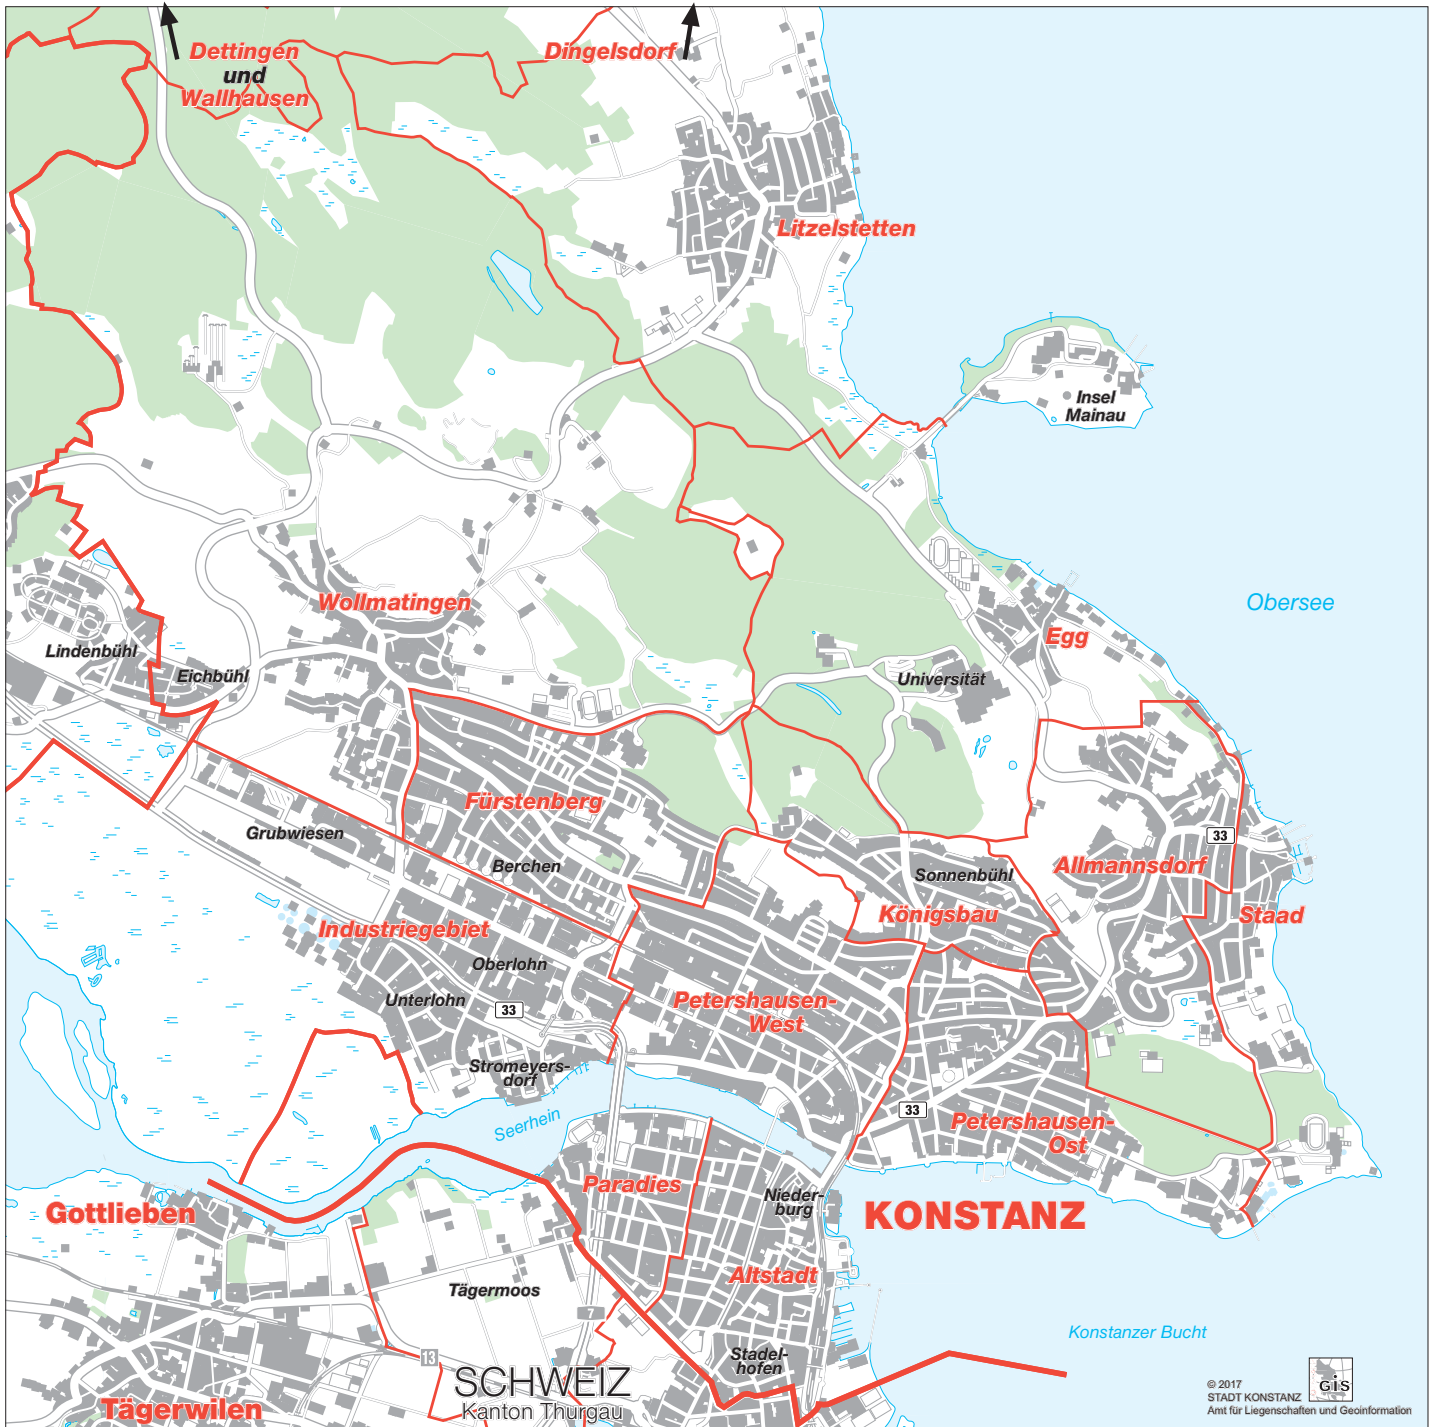 Dettingen
und
Wallhausen
Dingelsdorf
Litzelstetten
Insel
Mainau
Obersee
Wollmatingen
Egg
Lindenbühl
Eichbühl
Universität
Fürstenberg
Grubwiesen
33
Berchen
Allmannsdorf
Sonnenbühl
Königsbau
Staad
Industriegebiet
Oberlohn
Unterlohn
33
Petershausen-
West
Stromeyers-
dorf
Seerhein
33
Petershausen-
Ost
Paradies
Nieder-
burg
Gottlieben
KONSTANZ
Altstadt
Tägermoos
7
Konstanzer Bucht
13
Stadel-
hofen
SCHWEIZ
Kanton Thurgau
Tägerwilen
GIS
© 2017
STADT KONSTANZ
Amt für Liegenschaften und Geoinformation